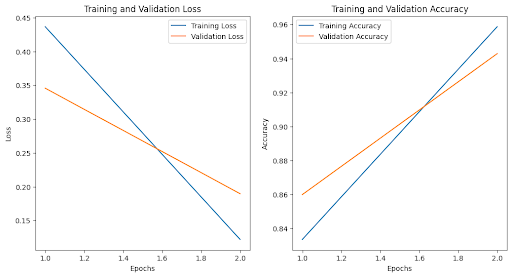 Training and Validation Loss
Training Loss
Validation Loss
0.45
0.40
0.35
0.30
0.25
0.20
0.15
Loss
1.0 1.2 1.4 1.6 1.8 2.0
Epochs
Training and Validation Accuracy
Training Accuracy
Validation Accuracy
0.96
0.94
0.92
0.90
0.88
0.86
0.84
Accuracy
1.0 1.2 1.4 1.6 1.8 2.0
Epochs